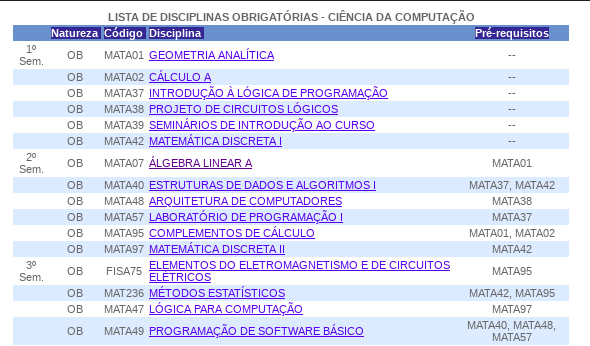 LISTA DE DISCIPLINAS OBRIGATÓRIAS - CIÊNCIA DA COMPUTAÇÃO
Natureza Código Disciplina Pré-requisitos
1º Sem. OB MATA01 GEOMETRIA ANALÍTICA --
OB MATA02 CÁLCULO A --
OB MATA37 INTRODUÇÃO À LÓGICA DE PROGRAMAÇÃO --
OB MATA38 PROJETO DE CIRCUITOS LÓGICOS --
OB MATA39 SEMINÁRIOS DE INTRODUÇÃO AO CURSO --
OB MATA42 MATEMÁTICA DISCRETA I --
2º Sem. OB MATA07 ÁLGEBRA LINEAR A MATA01
OB MATA40 ESTRUTURAS DE DADOS E ALGORITMOS I MATA37, MATA42
OB MATA48 ARQUITETURA DE COMPUTADORES MATA38
OB MATA57 LABORATÓRIO DE PROGRAMAÇÃO I MATA37
OB MATA95 COMPLEMENTOS DE CÁLCULO MATA01, MATA02
OB MATA97 MATEMÁTICA DISCRETA II MATA42
3º Sem. OB FISA75 ELEMENTOS DO ELETROMAGNETISMO E DE CIRCUITOS ELÉTRICOS MATA95
OB MAT236 MÉTODOS ESTATÍSTICOS MATA42, MATA95
OB MATA47 LÓGICA PARA COMPUTAÇÃO MATA97
OB MATA49 PROGRAMAÇÃO DE SOFTWARE BÁSICO MATA40, MATA48, MATA57